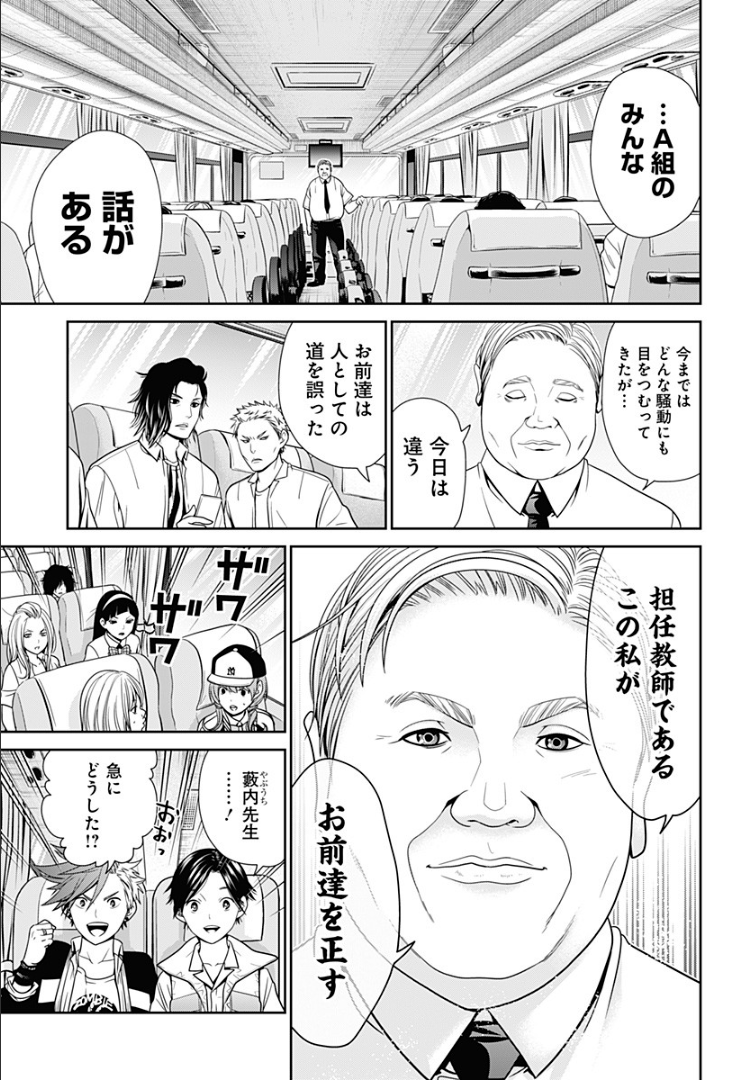 …A組の
みんな
話が
ある
今までは
どんな騒動にも
目をつむって
きたが…
今日は
違う
お前達は
人としての
道を誤った
担任教師である
この私が
お前達を正す
ザワ
ザワ
藪内先生
やぶうち
……!
おおっ
急に
どうした!?
ZOMBIE